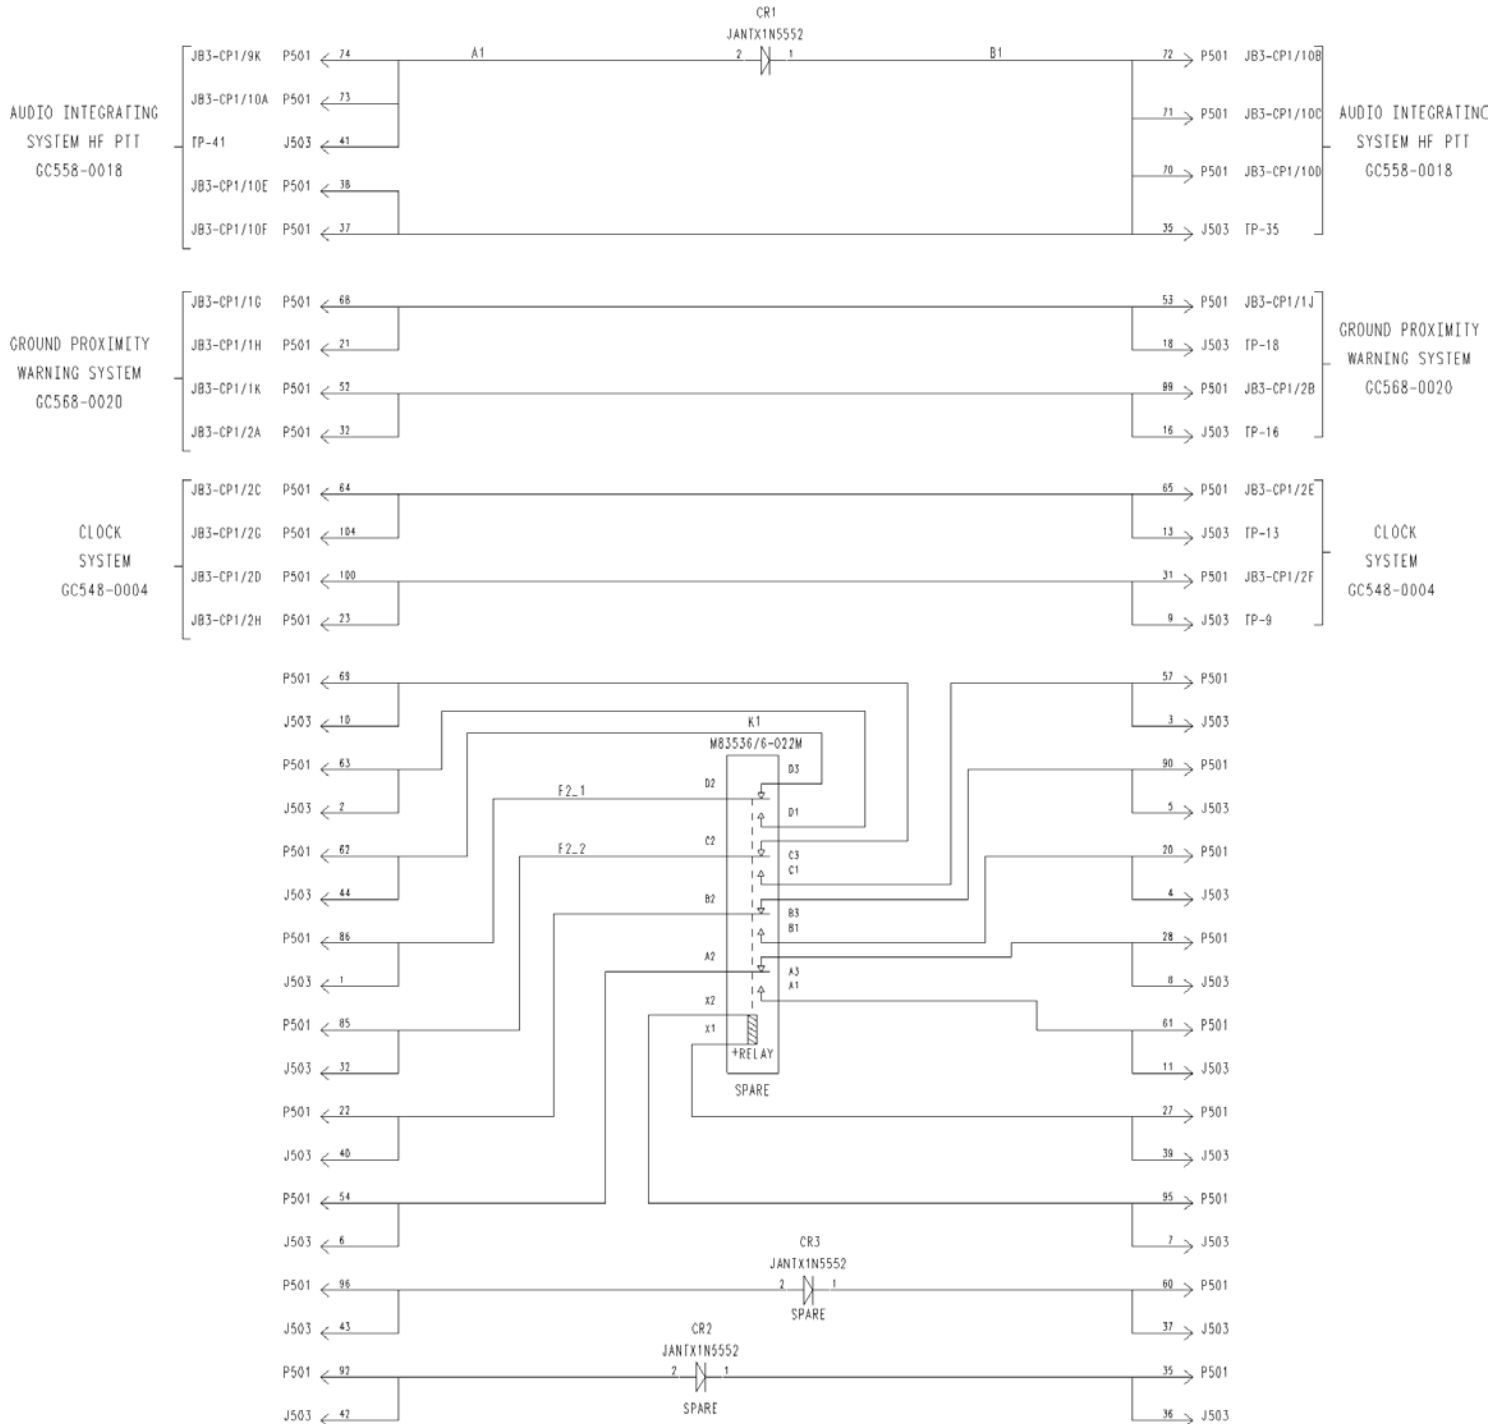 CR1
JANTX1N5552
JB3-CP1/9K P501 74 A1 2 1 B1 72 P501 JB3-CP1/10B
JB3-CP1/10A P501 73 71 P501 JB3-CP1/10C
AUDIO INTEGRATING
SYSTEM HF PTT
GC558-0018
AUDIO INTEGRATING
SYSTEM HF PTT
GC558-0018
TP-41 J503 41 70 P501 JB3-CP1/10D
JB3-CP1/10E P501 38
JB3-CP1/10F P501 37 35 J503 TP-35
JB3-CP1/1G P501 68 53 P501 JB3-CP1/1J
GROUND PROXIMITY
WARNING SYSTEM
GC568-0020
GROUND PROXIMITY
WARNING SYSTEM
GC568-0020
JB3-CP1/1H P501 21 18 J503 TP-18
JB3-CP1/1K P501 52 99 P501 JB3-CP1/2B
JB3-CP1/2A P501 32 16 J503 TP-16
JB3-CP1/2C P501 64 65 P501 JB3-CP1/2E
CLOCK
SYSTEM
GC548-0004
CLOCK
SYSTEM
GC548-0004
JB3-CP1/2G P501 104 13 J503 TP-13
JB3-CP1/2D P501 100 31 P501 JB3-CP1/2F
JB3-CP1/2H P501 23 9 J503 TP-9
P501 69 57 P501
J503 10 K1 3 J503
M83536/6-022M
P501 63 D3 90 P501
D2
F2_1
J503 2 D1 5 J503
C2
F2_2
P501 62 C3 20 P501
C1
J503 44 B2 4 J503
B3
B1
P501 86 28 P501
A2
A3
J503 1 A1 8 J503
X2
P501 85 X1 61 P501
+RELAY
J503 32 11 J503
SPARE
P501 22 27 P501
J503 40 39 J503
P501 54 95 P501
J503 6 CR3 7 J503
JANTX1N5552
P501 96 2 1 60 P501
SPARE
J503 43 CR2 37 J503
JANTX1N5552
P501 92 2 1 35 P501
SPARE
J503 42 36 J503